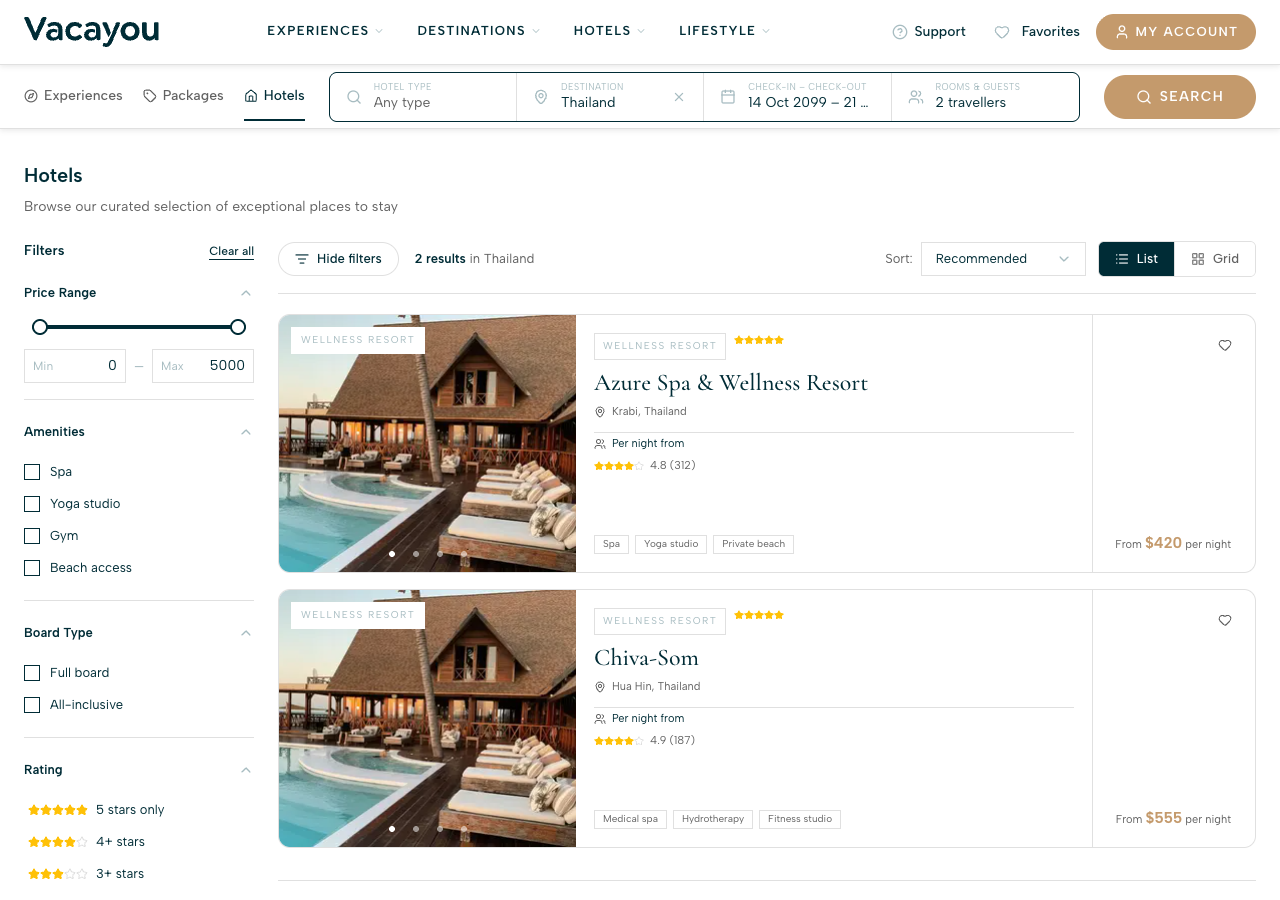 Vacayou
EXPERIENCES
DESTINATIONS
HOTELS
LIFESTYLE
Support
Favorites
MY ACCOUNT
Experiences
Packages
Hotels
HOTEL TYPE
Any type
DESTINATION
Thailand
CHECK-IN – CHECK-OUT
14 Oct 2099 – 21 ...
ROOMS & GUESTS
2 travellers
SEARCH
Hotels
Browse our curated selection of exceptional places to stay
Filters
Clear all
Price Range
Min 0 – Max 5000
Amenities
Spa
Yoga studio
Gym
Beach access
Board Type
Full board
All-inclusive
Rating
5 stars only
4+ stars
3+ stars
Hide filters
2 results in Thailand
Sort: Recommended
List
Grid
WELLNESS RESORT
WELLNESS RESORT
Azure Spa & Wellness Resort
Krabi, Thailand
Per night from
4.8 (312)
Spa
Yoga studio
Private beach
From $420 per night
WELLNESS RESORT
WELLNESS RESORT
Chiva-Som
Hua Hin, Thailand
Per night from
4.9 (187)
Medical spa
Hydrotherapy
Fitness studio
From $555 per night